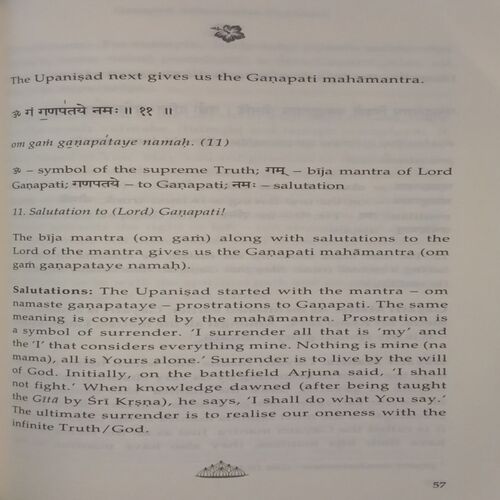 The Upaniṣad next gives us the Gaṇapati mahāmantra.
ॐ गं ग॒णप॑तये नमः ॥ ११ ॥
om gaṁ gaṇapátaye namaḥ. (11)
ॐ – symbol of the supreme Truth; गम् – bīja mantra of Lord
Gaṇapati; गणपतये – to Gaṇapati; नमः – salutation
11. Salutation to (Lord) Gaṇapati!
The bīja mantra (om gaṁ) along with salutations to the
Lord of the mantra gives us the Gaṇapati mahāmantra (om
gaṁ gaṇapataye namaḥ).
Salutations: The Upaniṣad started with the mantra – om
namaste gaṇapataye – prostrations to Gaṇapati. The same
meaning is conveyed by the mahāmantra. Prostration is
a symbol of surrender. 'I surrender all that is 'my' and
the 'I' that considers everything mine. Nothing is mine (na
mama), all is Yours alone.' Surrender is to live by the will
of God. Initially, on the battlefield Arjuna said, 'I shall
not fight.' When knowledge dawned (after being taught
the Gītā by Śrī Kṛṣṇa), he says, 'I shall do what You say.'
The ultimate surrender is to realise our oneness with the
infinite Truth/God.
57